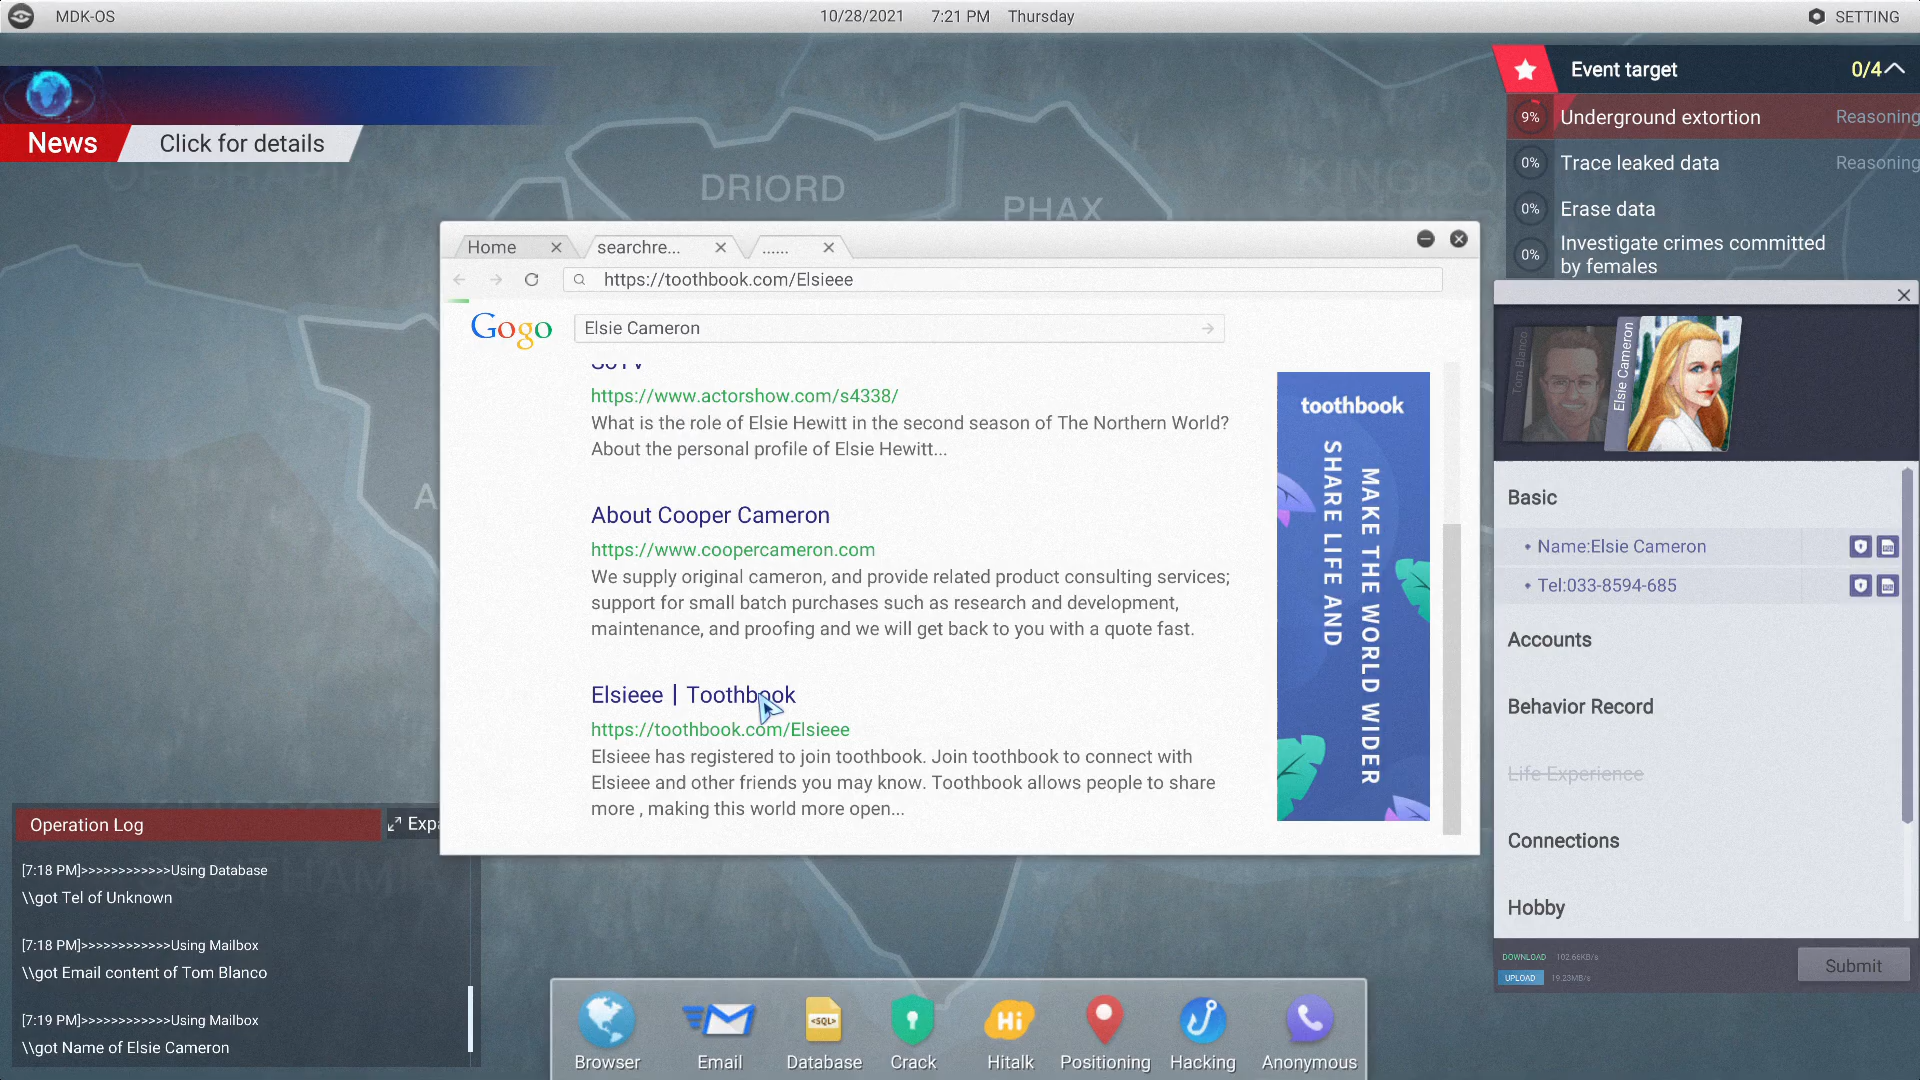 MDK-OS
10/28/2021 7:21 PM Thursday
SETTING
Event target
0/4
9% Underground extortion Reasoning
0% Trace leaked data Reasoning
0% Erase data
0% Investigate crimes committed
by females
News
Click for details
DRIORD
PHAX
Home
searchre...
......
https://toothbook.com/Elsieee
Gogo
Elsie Cameron
https://www.actorshow.com/s4338/
What is the role of Elsie Hewitt in the second season of The Northern World?
About the personal profile of Elsie Hewitt...
About Cooper Cameron
https://www.coopercameron.com
We supply original cameron, and provide related product consulting services;
support for small batch purchases such as research and development,
maintenance, and proofing and we will get back to you with a quote fast.
Elsieee | Toothbook
https://toothbook.com/Elsieee
Elsieee has registered to join toothbook. Join toothbook to connect with
Elsieee and other friends you may know. Toothbook allows people to share
more , making this world more open...
toothbook
SHARE LIFE AND
MAKE THE WORLD WIDER
Tom Blanco
Elsie Cameron
Basic
• Name:Elsie Cameron
• Tel:033-8594-685
Accounts
Behavior Record
Life Experience
Connections
Hobby
DOWNLOAD 102.66KB/s
UPLOAD 19.23MB/s
Submit
Operation Log
Expa
[7:18 PM]>>>>>>>>>>>>Using Database
\\got Tel of Unknown
[7:18 PM]>>>>>>>>>>>>Using Mailbox
\\got Email content of Tom Blanco
[7:19 PM]>>>>>>>>>>>>Using Mailbox
\\got Name of Elsie Cameron
<SQL>
Hi
Browser
Email
Database
Crack
Hitalk
Positioning
Hacking
Anonymous